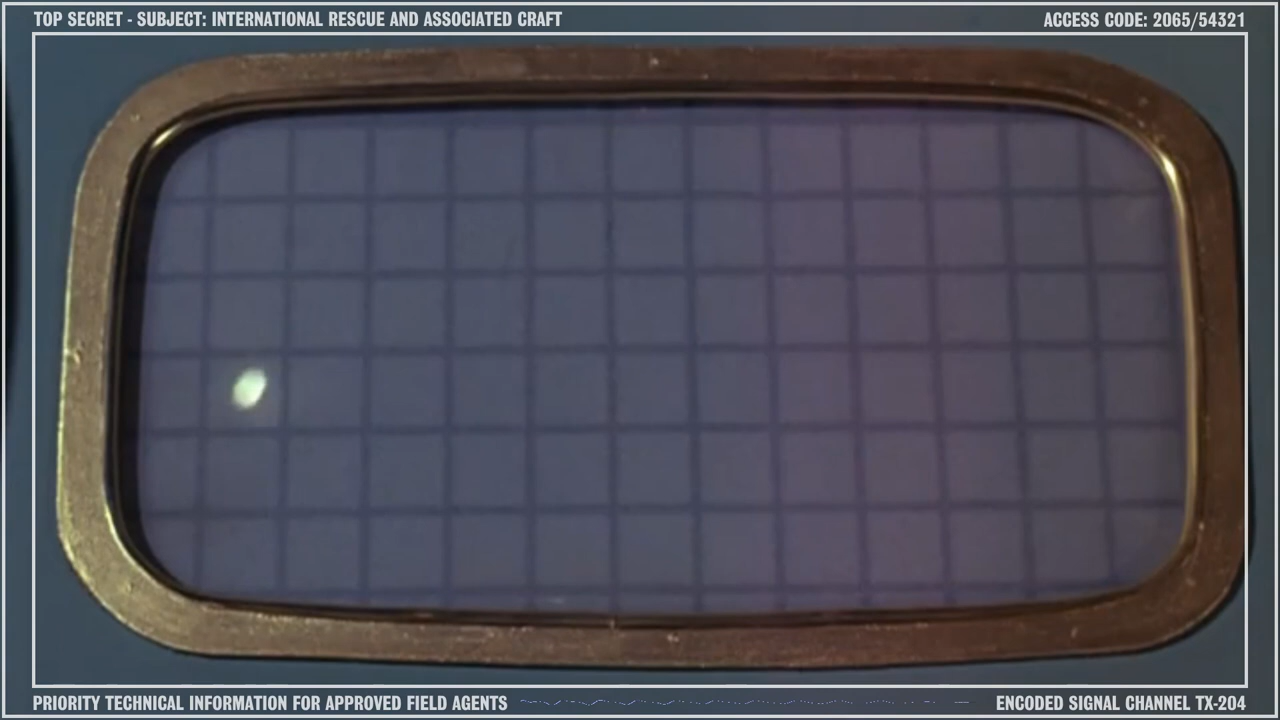 TOP SECRET - SUBJECT: INTERNATIONAL RESCUE AND ASSOCIATED CRAFT
ACCESS CODE: 2065/54321
PRIORITY TECHNICAL INFORMATION FOR APPROVED FIELD AGENTS
ENCODED SIGNAL CHANNEL TX-204